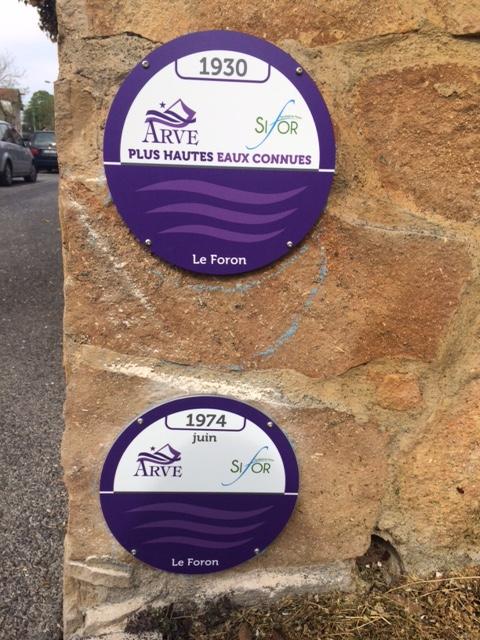 1930
ARVE
SIfOR
PLUS HAUTES EAUX CONNUES
Le Foron
1974
juin
ARVE
SIfOR
Le Foron